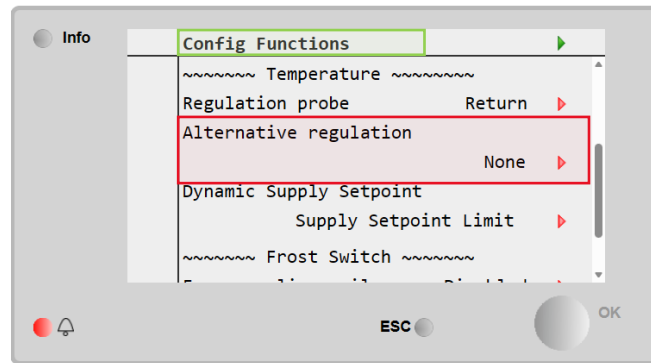 Info
Config Functions
~~~~~~~ Temperature ~~~~~~~~
Regulation probe Return
Alternative regulation
None
Dynamic Supply Setpoint
Supply Setpoint Limit
~~~~~~~ Frost Switch ~~~~~~~
ESC
OK